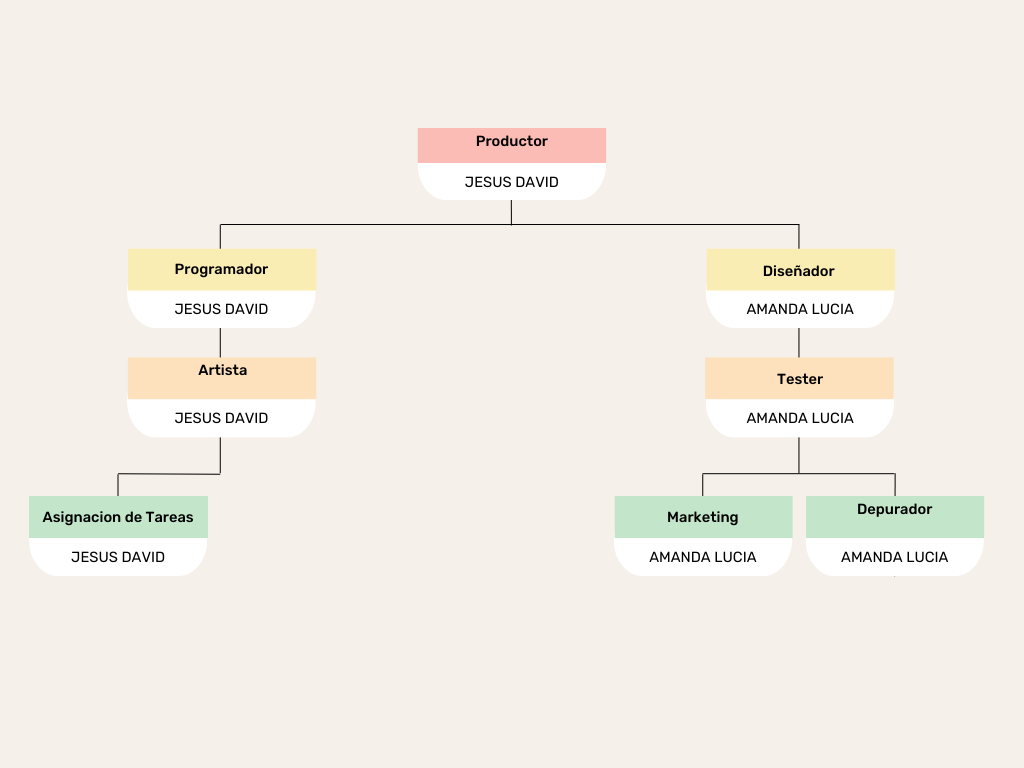 Productor
JESUS DAVID
Programador
JESUS DAVID
Diseñador
AMANDA LUCIA
Artista
JESUS DAVID
Tester
AMANDA LUCIA
Asignacion de Tareas
JESUS DAVID
Marketing
AMANDA LUCIA
Depurador
AMANDA LUCIA